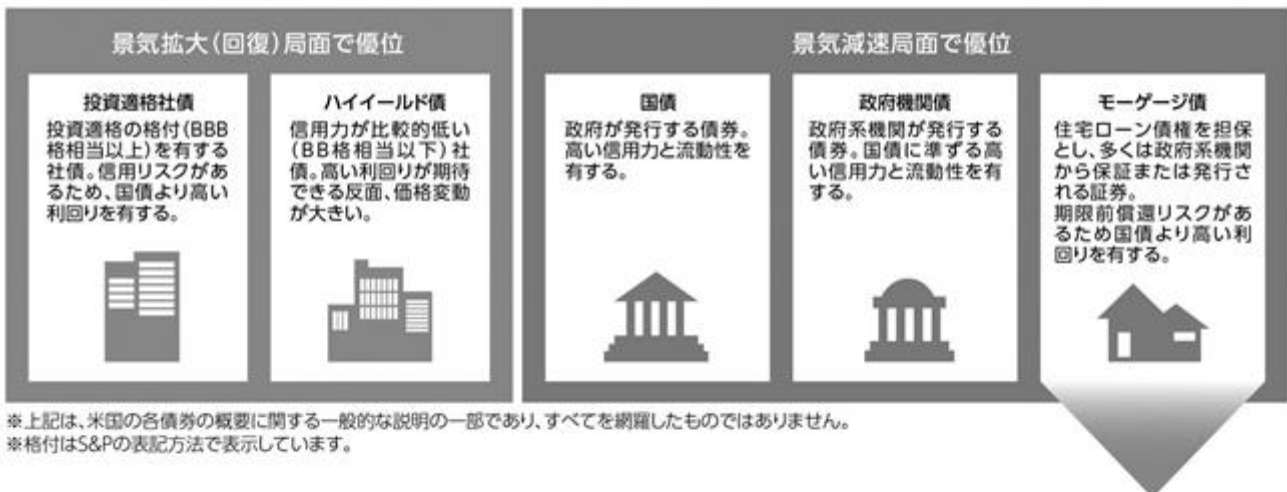 景気拡大(回復)局面で優位
投資適格社債
投資適格の格付(BBB
格相当以上)を有する
社債。信用リスクがあ
るため、国債より高い
利回りを有する。
ハイイールド債
信用力が比較的低い
(BB格相当以下)社
債。高い利回りが期待
できる反面、価格変動
が大きい。
景気減速局面で優位
国債
政府が発行する債券。
高い信用力と流動性を
有する。
政府機関債
政府系機関が発行する
債券。国債に準ずる高
い信用力と流動性を有
する。
モーゲージ債
住宅ローン債権を担保
とし、多くは政府系機関
から保証または発行さ
れる証券。
期限前償還リスクがあ
るため国債より高い利
回りを有する。
※上記は、米国の各債券の概要に関する一般的な説明の一部であり、すべてを網羅したものではありません。
※格付はS&Pの表記方法で表示しています。